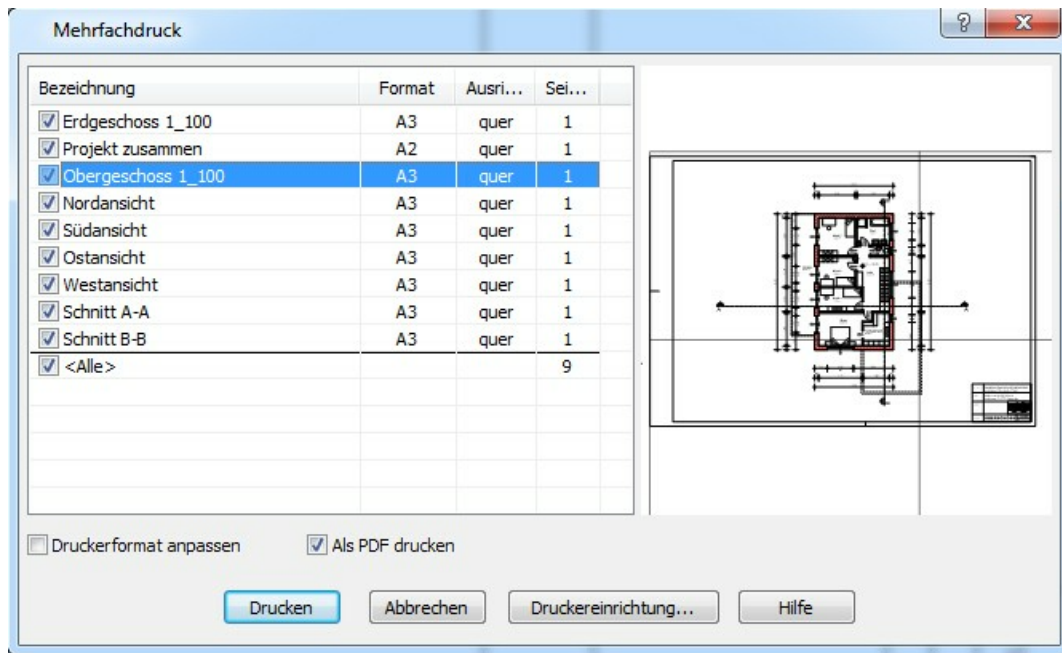 Mehrfachdruck
Bezeichnung Format Ausri... Sei...
Erdgeschoss 1_100 A3 quer 1
Projekt zusammen A2 quer 1
Obergeschoss 1_100 A3 quer 1
Nordansicht A3 quer 1
Südansicht A3 quer 1
Ostansicht A3 quer 1
Westansicht A3 quer 1
Schnitt A-A A3 quer 1
Schnitt B-B A3 quer 1
<Alle> 9
Druckerformat anpassen Als PDF drucken
Drucken Abbrechen Druckereinrichtung... Hilfe